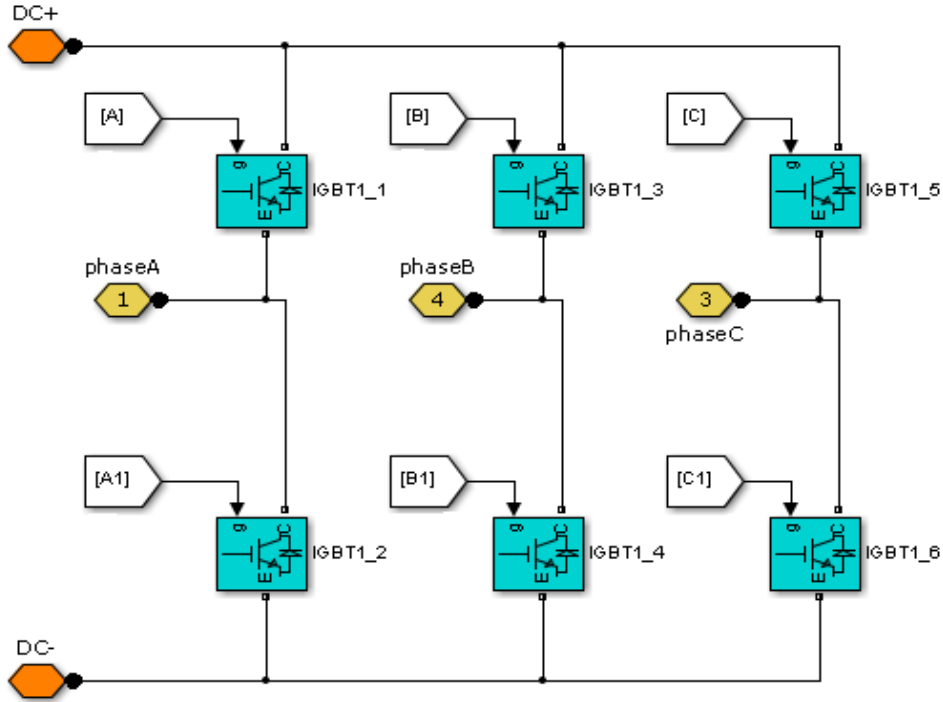 DC+
[A]
[B]
[C]
g
C
E
IGBT1_1
g
C
E
IGBT1_3
g
C
E
IGBT1_5
phaseA
1
phaseB
4
3
phaseC
[A1]
[B1]
[C1]
g
C
E
IGBT1_2
g
C
E
IGBT1_4
g
C
E
IGBT1_6
DC-